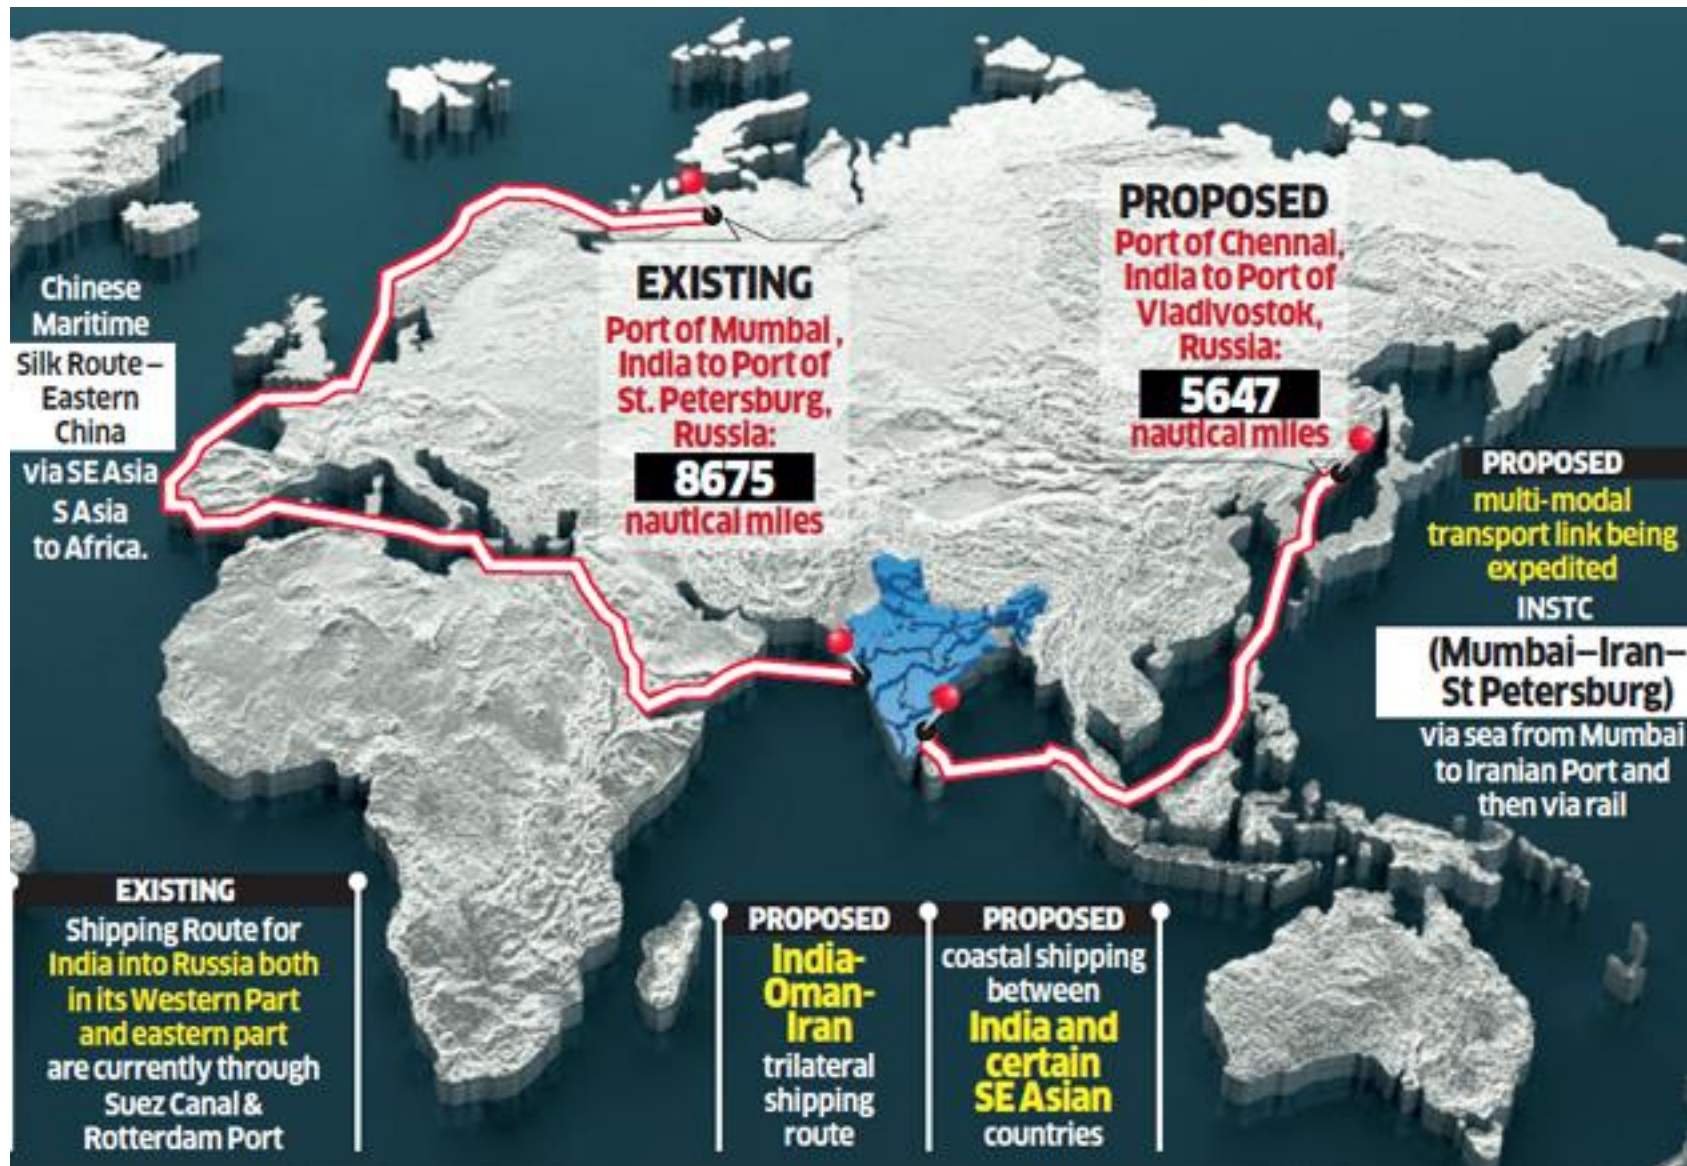 Chinese
Maritime
Silk Route –
Eastern
China
via SE Asia
S Asia
to Africa.
EXISTING
Port of Mumbai ,
India to Port of
St. Petersburg,
Russia:
8675
nautical miles
PROPOSED
Port of Chennai,
India to Port of
Vladivostok,
Russia:
5647
nautical miles
PROPOSED
multi-modal
transport link being
expedited
INSTC
(Mumbai–Iran–
St Petersburg)
via sea from Mumbai
to Iranian Port and
then via rail
EXISTING
Shipping Route for
India into Russia both
in its Western Part
and eastern part
are currently through
Suez Canal &
Rotterdam Port
PROPOSED
India-
Oman-
Iran
trilateral
shipping
route
PROPOSED
coastal shipping
between
India and
certain
SE Asian
countries